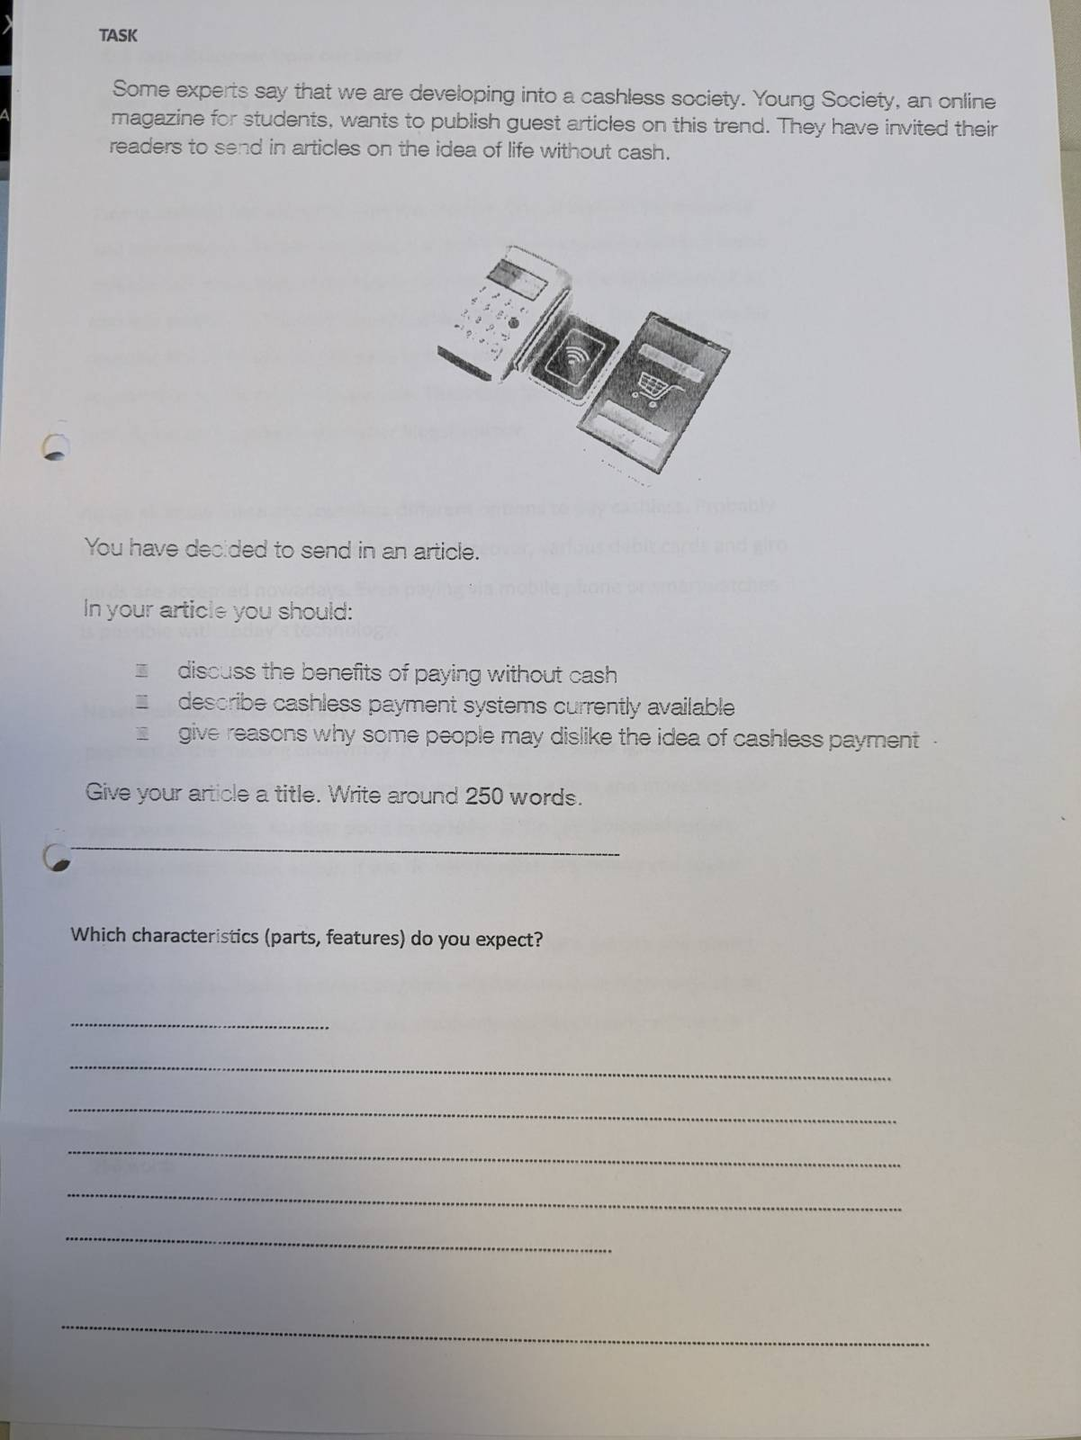 TASK
Some experts say that we are developing into a cashless society. Young Society, an online
magazine for students, wants to publish guest articles on this trend. They have invited their
readers to send in articles on the idea of life without cash.
You have decided to send in an article.
In your article you should:
discuss the benefits of paying without cash
describe cashless payment systems currently available
give reasons why some people may dislike the idea of cashless payment
Give your article a title. Write around 250 words.
Which characteristics (parts, features) do you expect?